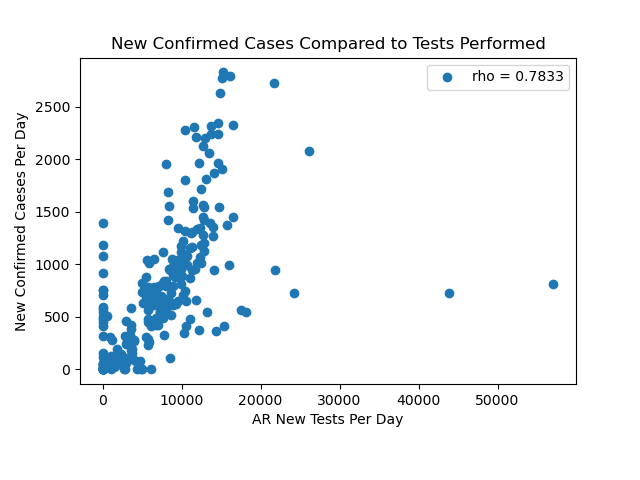 New Confirmed Cases Compared to Tests Performed
rho = 0.7833
New Confirmed Caeses Per Day
2500
2000
1500
1000
500
0
0 10000 20000 30000 40000 50000
AR New Tests Per Day